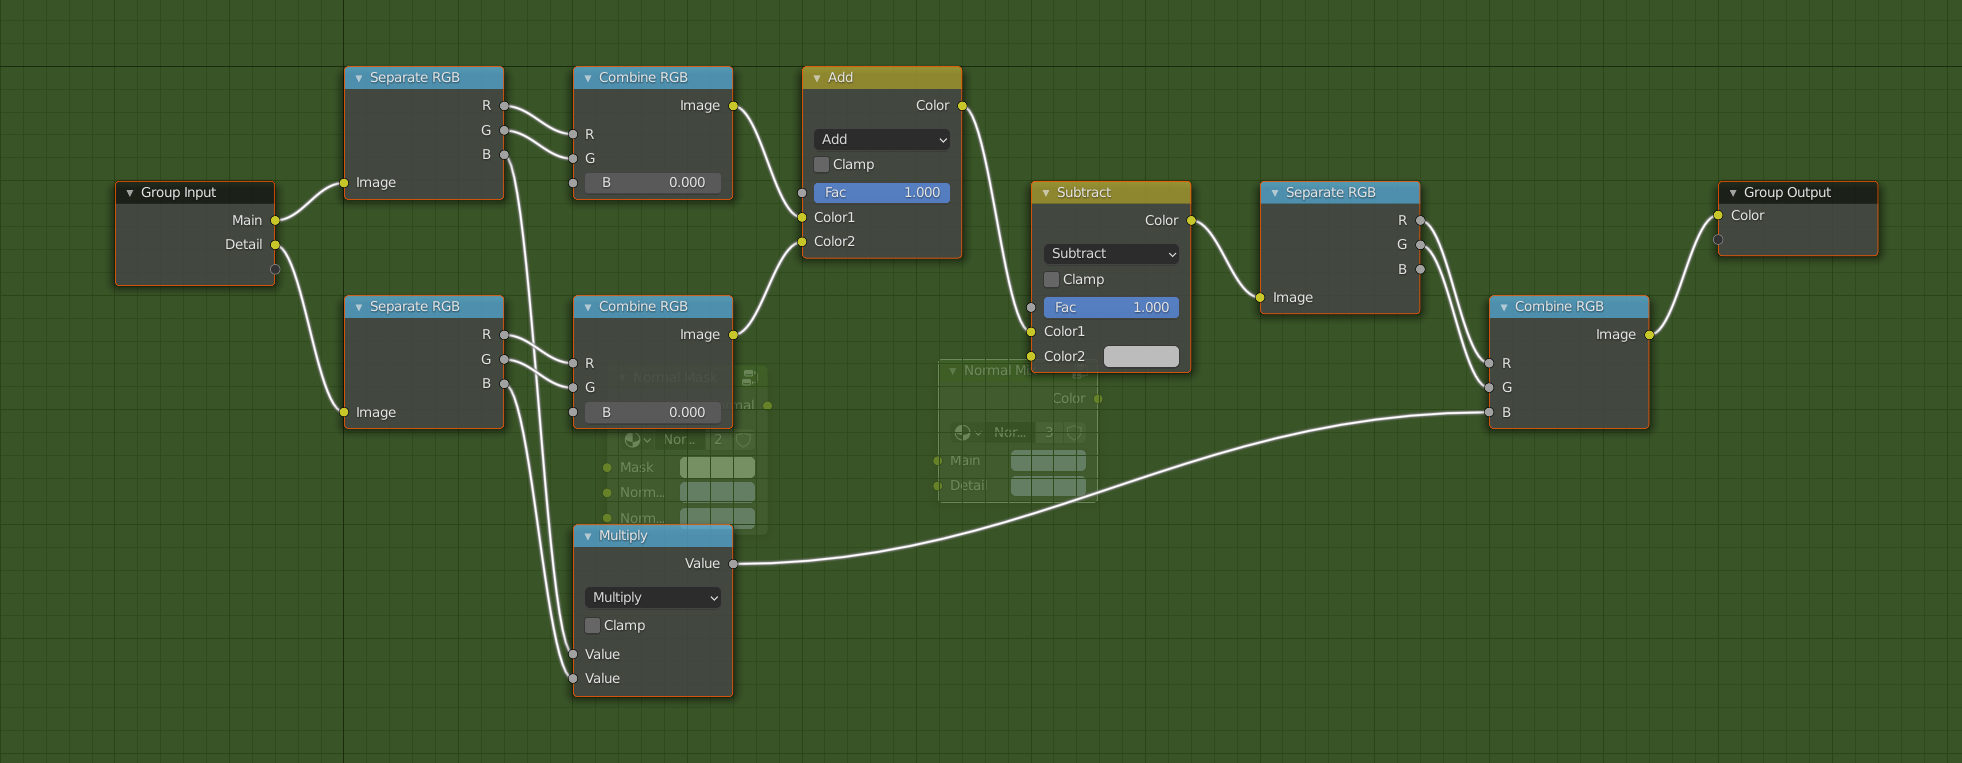 Group Input
Main
Detail
Separate RGB
R
G
B
Image
Separate RGB
R
G
B
Image
Combine RGB
Image
R
G
B 0.000
Combine RGB
Image
R
G
B 0.000
Normal Mask
mal
Nor... 2
Mask
Norm...
Norm...
Multiply
Value
Multiply
Clamp
Value
Value
Add
Color
Add
Clamp
Fac 1.000
Color1
Color2
Normal Mi
Color
Nor... 3
Main
Detail
Subtract
Color
Subtract
Clamp
Fac 1.000
Color1
Color2
Separate RGB
R
G
B
Image
Combine RGB
Image
R
G
B
Group Output
Color